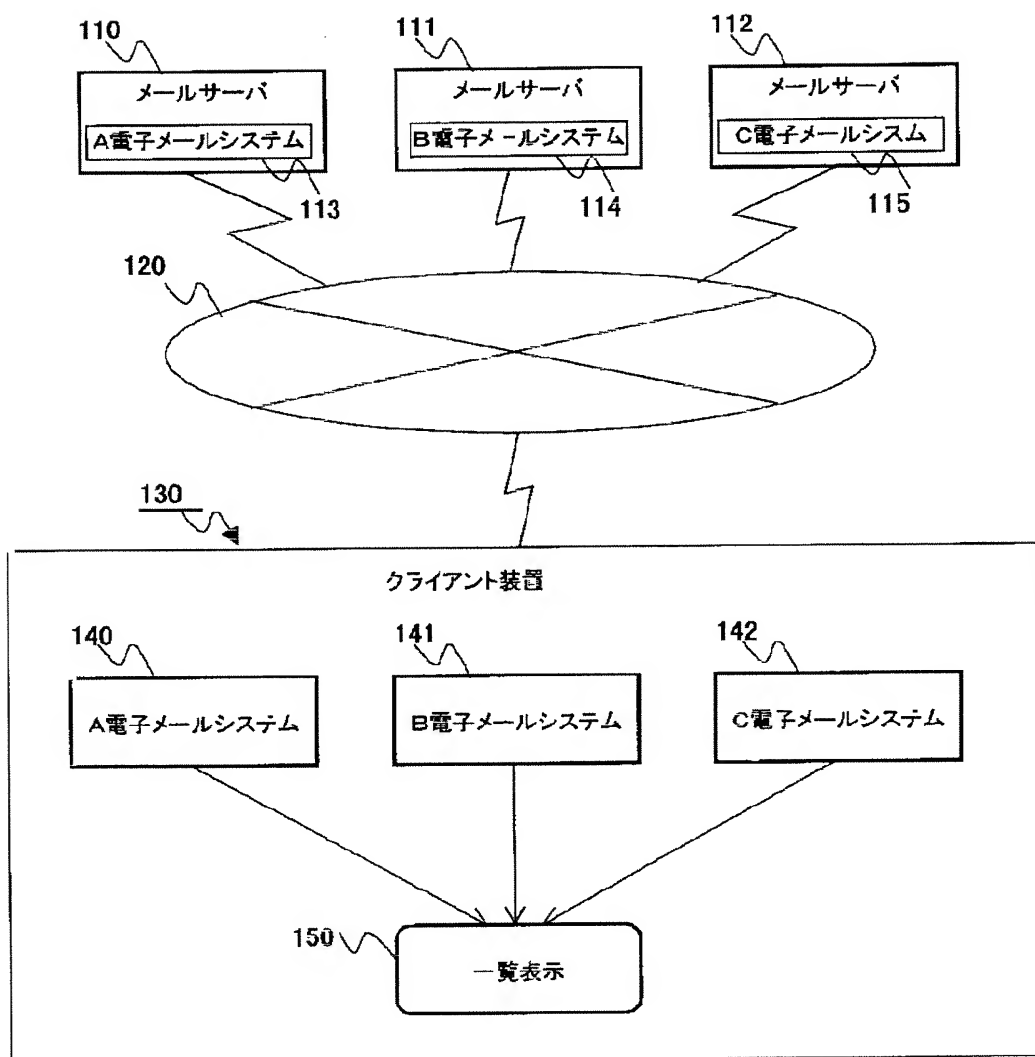 110
111
112
メールサーバ
メールサーバ
メールサーバ
A電子メールシステム
B電子メールシステム
C電子メールシスム
113
114
115
120
130
クライアント装置
140
141
142
A電子メールシステム
B電子メールシステム
C電子メールシステム
150
一覧表示